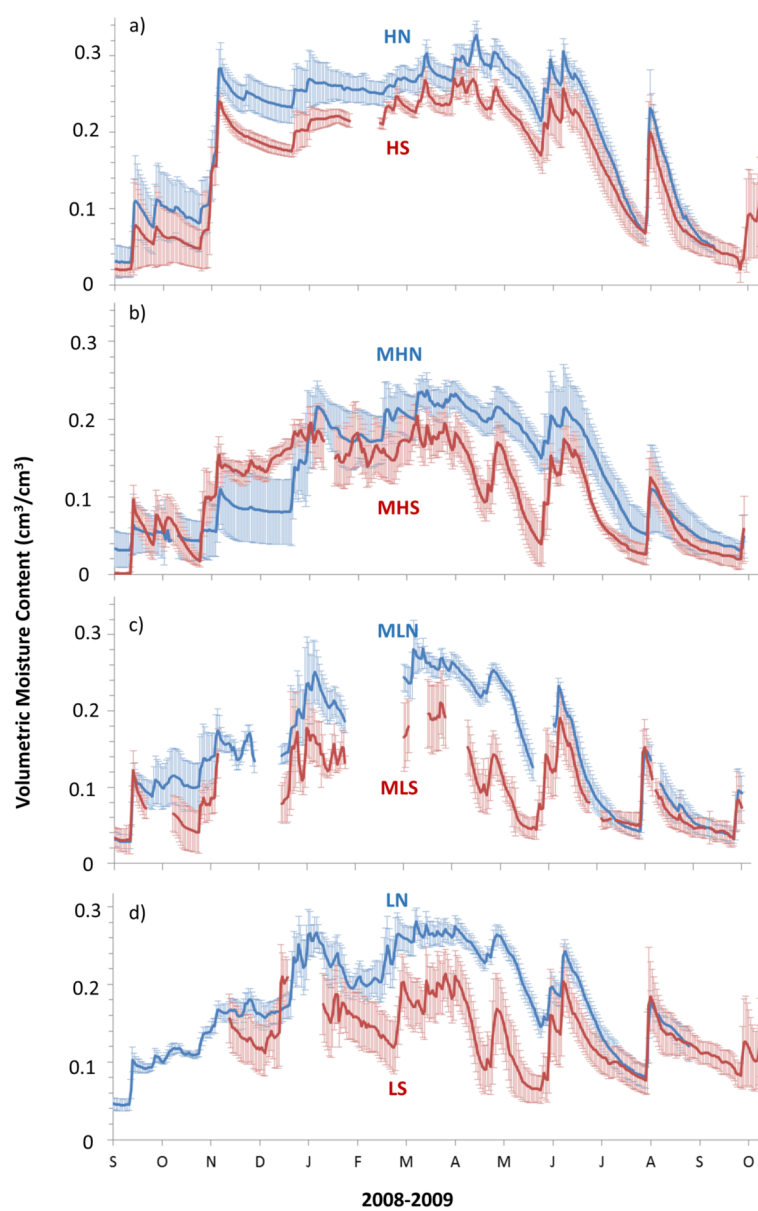 a)
HN
0.3
0.2
HS
0.1
0
b)
0.3
MHN
0.2
0.1
MHS
0
c)
MLN
0.3
0.2
0.1
MLS
0
d)
LN
0.3
0.2
0.1
LS
0
S O N D J F M A M J J A S O
2008-2009
Volumetric Moisture Content (cm³/cm³)